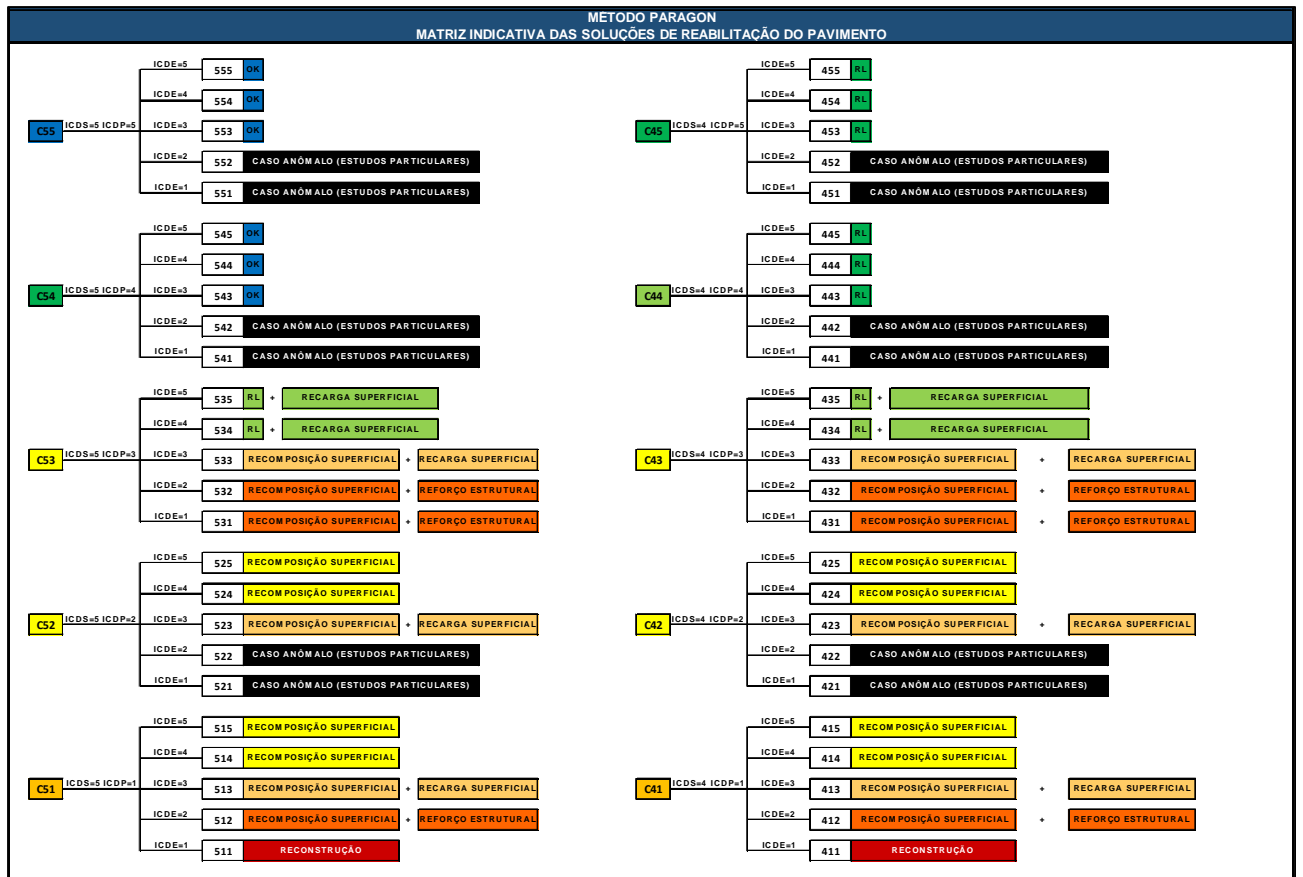 MÉTODO PARAGON
MATRIZ INDICATIVA DAS SOLUÇÕES DE REABILITAÇÃO DO PAVIMENTO
C55 ICDS=5 ICDP=5
ICDE=5 555 OK
ICDE=4 554 OK
ICDE=3 553 OK
ICDE=2 552 CASO ANÔMALO (ESTUDOS PARTICULARES)
ICDE=1 551 CASO ANÔMALO (ESTUDOS PARTICULARES)
C45 ICDS=4 ICDP=5
ICDE=5 455 RL
ICDE=4 454 RL
ICDE=3 453 RL
ICDE=2 452 CASO ANÔMALO (ESTUDOS PARTICULARES)
ICDE=1 451 CASO ANÔMALO (ESTUDOS PARTICULARES)
C54 ICDS=5 ICDP=4
ICDE=5 545 OK
ICDE=4 544 OK
ICDE=3 543 OK
ICDE=2 542 CASO ANÔMALO (ESTUDOS PARTICULARES)
ICDE=1 541 CASO ANÔMALO (ESTUDOS PARTICULARES)
C44 ICDS=4 ICDP=4
ICDE=5 445 RL
ICDE=4 444 RL
ICDE=3 443 RL
ICDE=2 442 CASO ANÔMALO (ESTUDOS PARTICULARES)
ICDE=1 441 CASO ANÔMALO (ESTUDOS PARTICULARES)
C53 ICDS=5 ICDP=3
ICDE=5 535 RL + RECARGA SUPERFICIAL
ICDE=4 534 RL + RECARGA SUPERFICIAL
ICDE=3 533 RECOMPOSIÇÃO SUPERFICIAL + RECARGA SUPERFICIAL
ICDE=2 532 RECOMPOSIÇÃO SUPERFICIAL + REFORÇO ESTRUTURAL
ICDE=1 531 RECOMPOSIÇÃO SUPERFICIAL + REFORÇO ESTRUTURAL
C43 ICDS=4 ICDP=3
ICDE=5 435 RL + RECARGA SUPERFICIAL
ICDE=4 434 RL + RECARGA SUPERFICIAL
ICDE=3 433 RECOMPOSIÇÃO SUPERFICIAL + RECARGA SUPERFICIAL
ICDE=2 432 RECOMPOSIÇÃO SUPERFICIAL + REFORÇO ESTRUTURAL
ICDE=1 431 RECOMPOSIÇÃO SUPERFICIAL + REFORÇO ESTRUTURAL
C52 ICDS=5 ICDP=2
ICDE=5 525 RECOMPOSIÇÃO SUPERFICIAL
ICDE=4 524 RECOMPOSIÇÃO SUPERFICIAL
ICDE=3 523 RECOMPOSIÇÃO SUPERFICIAL + RECARGA SUPERFICIAL
ICDE=2 522 CASO ANÔMALO (ESTUDOS PARTICULARES)
ICDE=1 521 CASO ANÔMALO (ESTUDOS PARTICULARES)
C42 ICDS=4 ICDP=2
ICDE=5 425 RECOMPOSIÇÃO SUPERFICIAL
ICDE=4 424 RECOMPOSIÇÃO SUPERFICIAL
ICDE=3 423 RECOMPOSIÇÃO SUPERFICIAL + RECARGA SUPERFICIAL
ICDE=2 422 CASO ANÔMALO (ESTUDOS PARTICULARES)
ICDE=1 421 CASO ANÔMALO (ESTUDOS PARTICULARES)
C51 ICDS=5 ICDP=1
ICDE=5 515 RECOMPOSIÇÃO SUPERFICIAL
ICDE=4 514 RECOMPOSIÇÃO SUPERFICIAL
ICDE=3 513 RECOMPOSIÇÃO SUPERFICIAL + RECARGA SUPERFICIAL
ICDE=2 512 RECOMPOSIÇÃO SUPERFICIAL + REFORÇO ESTRUTURAL
ICDE=1 511 RECONSTRUÇÃO
C41 ICDS=4 ICDP=1
ICDE=5 415 RECOMPOSIÇÃO SUPERFICIAL
ICDE=4 414 RECOMPOSIÇÃO SUPERFICIAL
ICDE=3 413 RECOMPOSIÇÃO SUPERFICIAL + RECARGA SUPERFICIAL
ICDE=2 412 RECOMPOSIÇÃO SUPERFICIAL + REFORÇO ESTRUTURAL
ICDE=1 411 RECONSTRUÇÃO